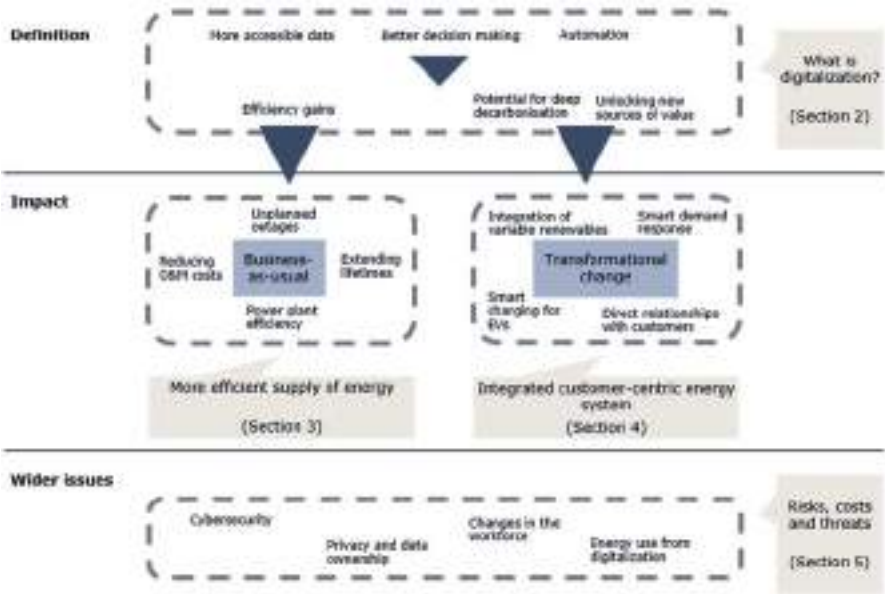 Definition
More accessible data
Better decision making
Automation
Efficiency gains
Potential for deep
decarbonisation
Unlocking new
sources of value
What is
digitalization?
(Section 2)
Impact
Unplanned
outages
Reducing
O&M costs
Business-
as-usual
Extending
lifetimes
Power plant
efficiency
Integration of
variable renewables
Smart demand
response
Transformational
change
Smart
charging for
EVs
Direct relationships
with customers
More efficient supply of energy
(Section 3)
Integrated customer-centric energy
system
(Section 4)
Wider issues
Cybersecurity
Privacy and data
ownership
Changes in the
workforce
Energy use from
digitalization
Risks, costs
and threats
(Section 5)